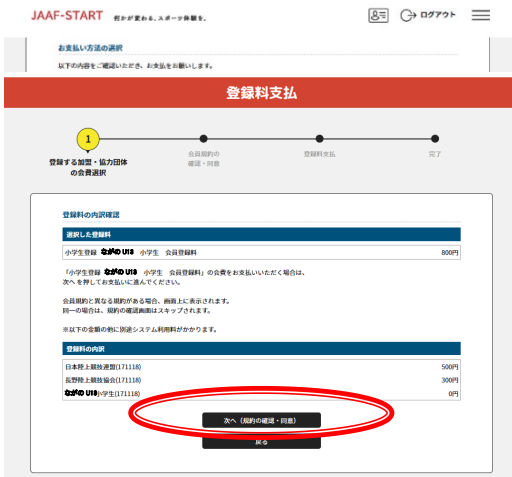 JAAF-START 何かが変わる、スポーツ体験を。 ログアウト
お支払い方法の選択
以下の内容をご確認いただき、お支払をお願いします。
登録料支払
1
登録する加盟・協力団体
の会費選択
会員規約の
確認・同意
登録料支払
完了
登録料の内訳確認
選択した登録料
小学生登録 ながの U13 小学生 会員登録料 800円
「小学生登録 ながの U13 小学生 会員登録料」の会費をお支払いいただく場合は、
次へ を押してお支払いに進んでください。
会員規約と異なる規約がある場合、画面上に表示されます。
同一の場合は、規約の確認画面はスキップされます。
※以下の金額の他に別途システム利用料がかかります。
登録料の内訳
日本陸上競技連盟(171118) 500円
長野陸上競技協会(171118) 300円
ながの U13小学生(171118) 0円
次へ（規約の確認・同意）
戻る